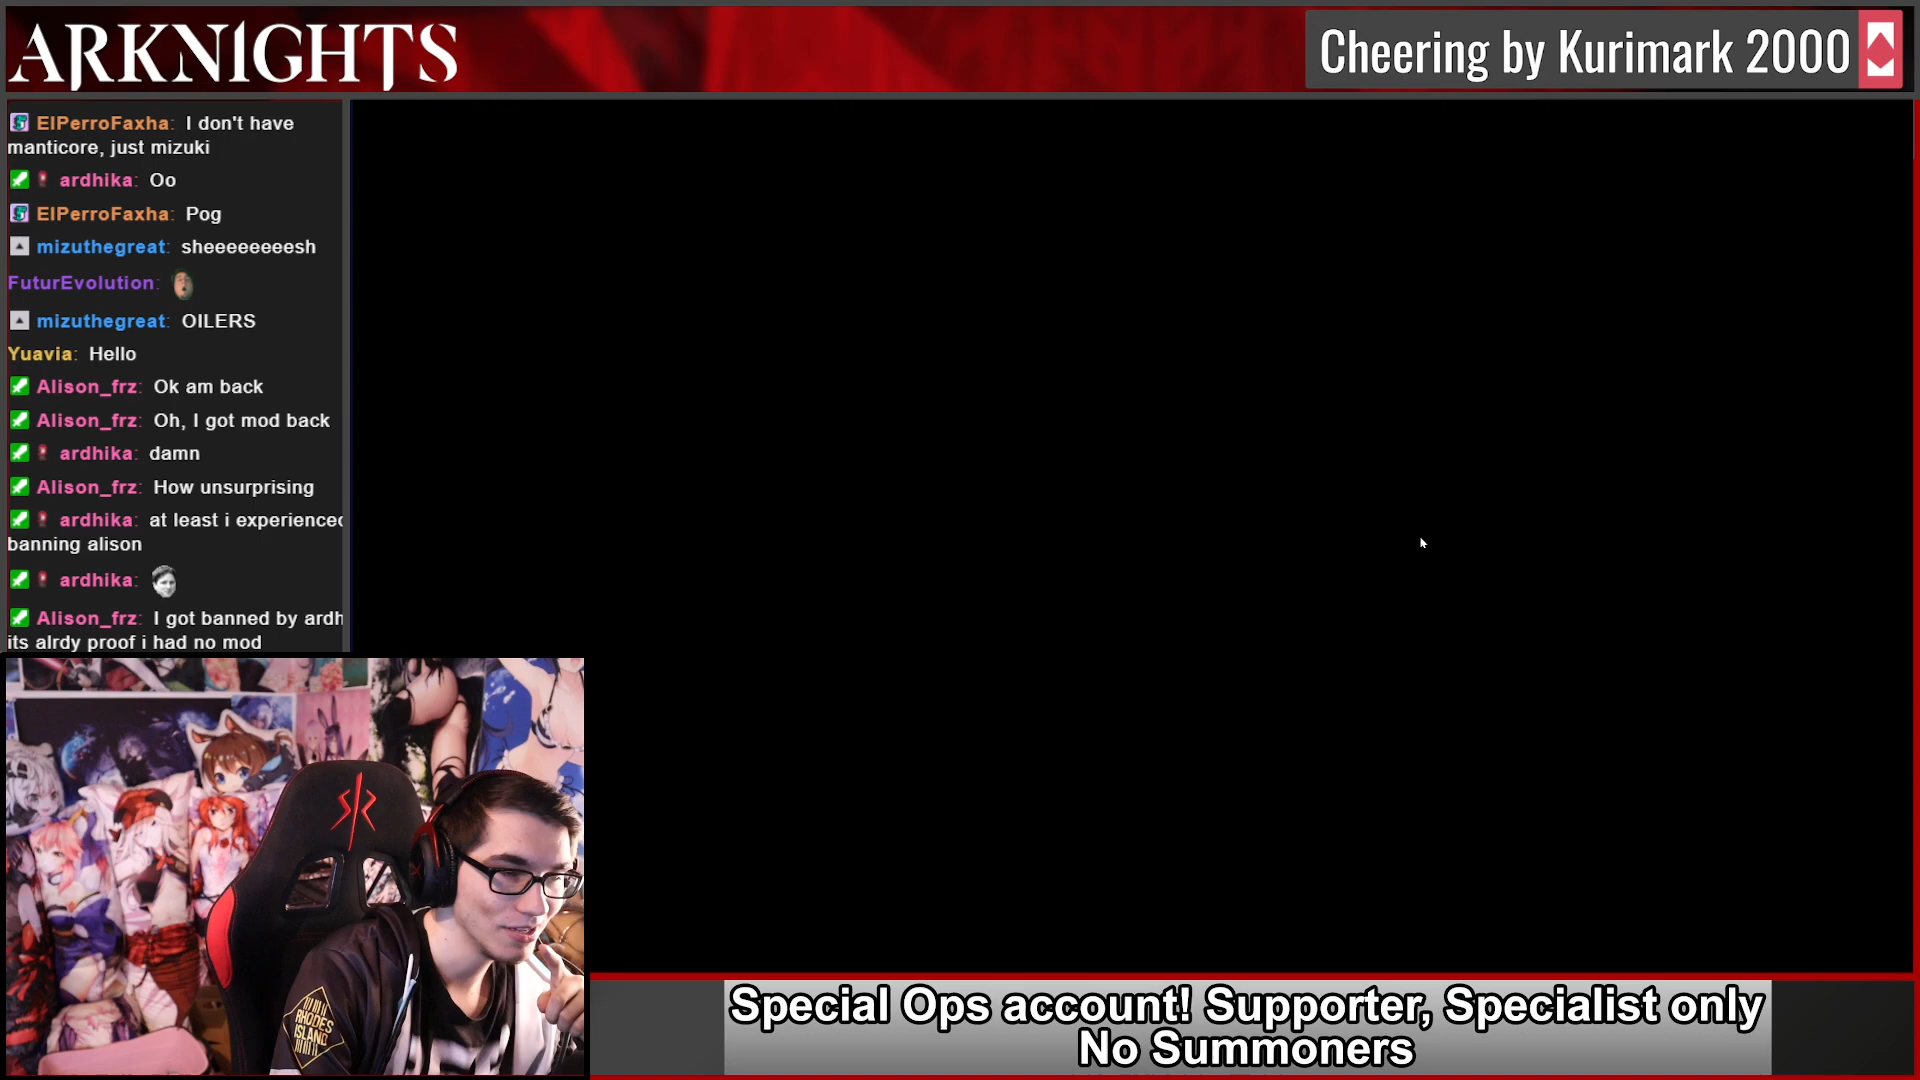 ARKNIGHTS
Cheering by Kurimark 2000
ElPerroFaxha: I don't have
manticore, just mizuki
ardhika: Oo
ElPerroFaxha: Pog
mizuthegreat: sheeeeeeeesh
FuturEvolution:
mizuthegreat: OILERS
Yuavia: Hello
Alison_frz: Ok am back
Alison_frz: Oh, I got mod back
ardhika: damn
Alison_frz: How unsurprising
ardhika: at least i experienced
banning alison
ardhika:
Alison_frz: I got banned by ardh
its alrdy proof i had no mod
RHODES
ISLAND
Special Ops account! Supporter, Specialist only
No Summoners